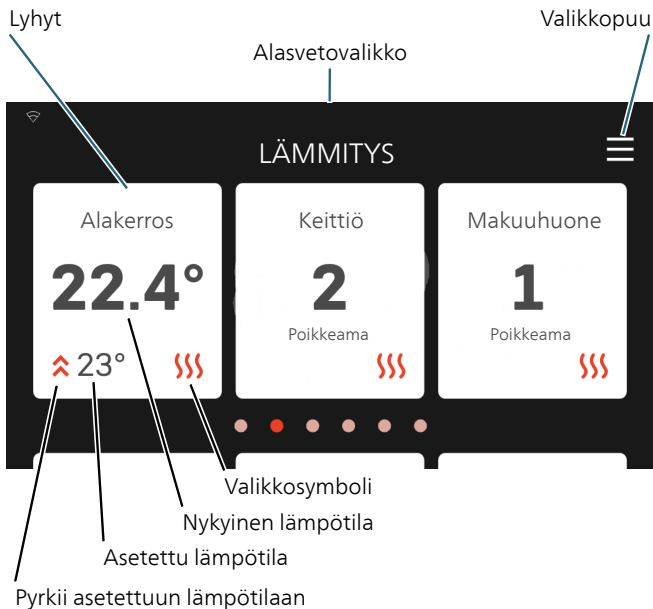 Lyhyt
Valikkopuu
Alasvetovalikko
LÄMMITYS
Alakerros
Keittiö
Makuuhuone
22.4°
2
1
Poikkeama
Poikkeama
23°
Valikkosymboli
Nykyinen lämpötila
Asetettu lämpötila
Pyrkii asetettuun lämpötilaan